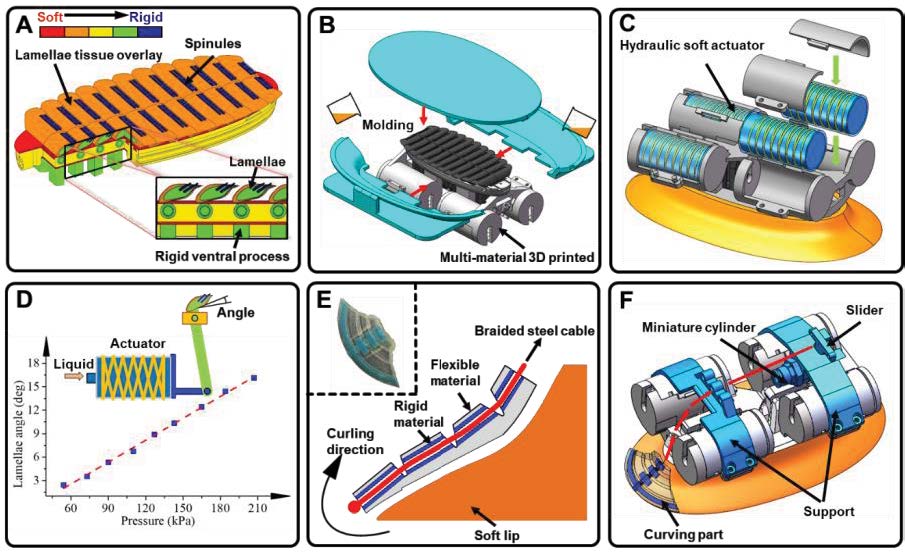 A
Soft
Rigid
Lamellae tissue overlay
Spinules
Lamellae
Rigid ventral process
B
Molding
Multi-material 3D printed
C
Hydraulic soft actuator
D
Angle
Actuator
Liquid
Lamellae angle (deg)
18
15
12
9
6
3
60
90
120
150
180
210
Pressure (kPa)
E
Braided steel cable
Flexible
material
Rigid
material
Curling
direction
Soft lip
F
Slider
Miniature cylinder
Support
Curving part